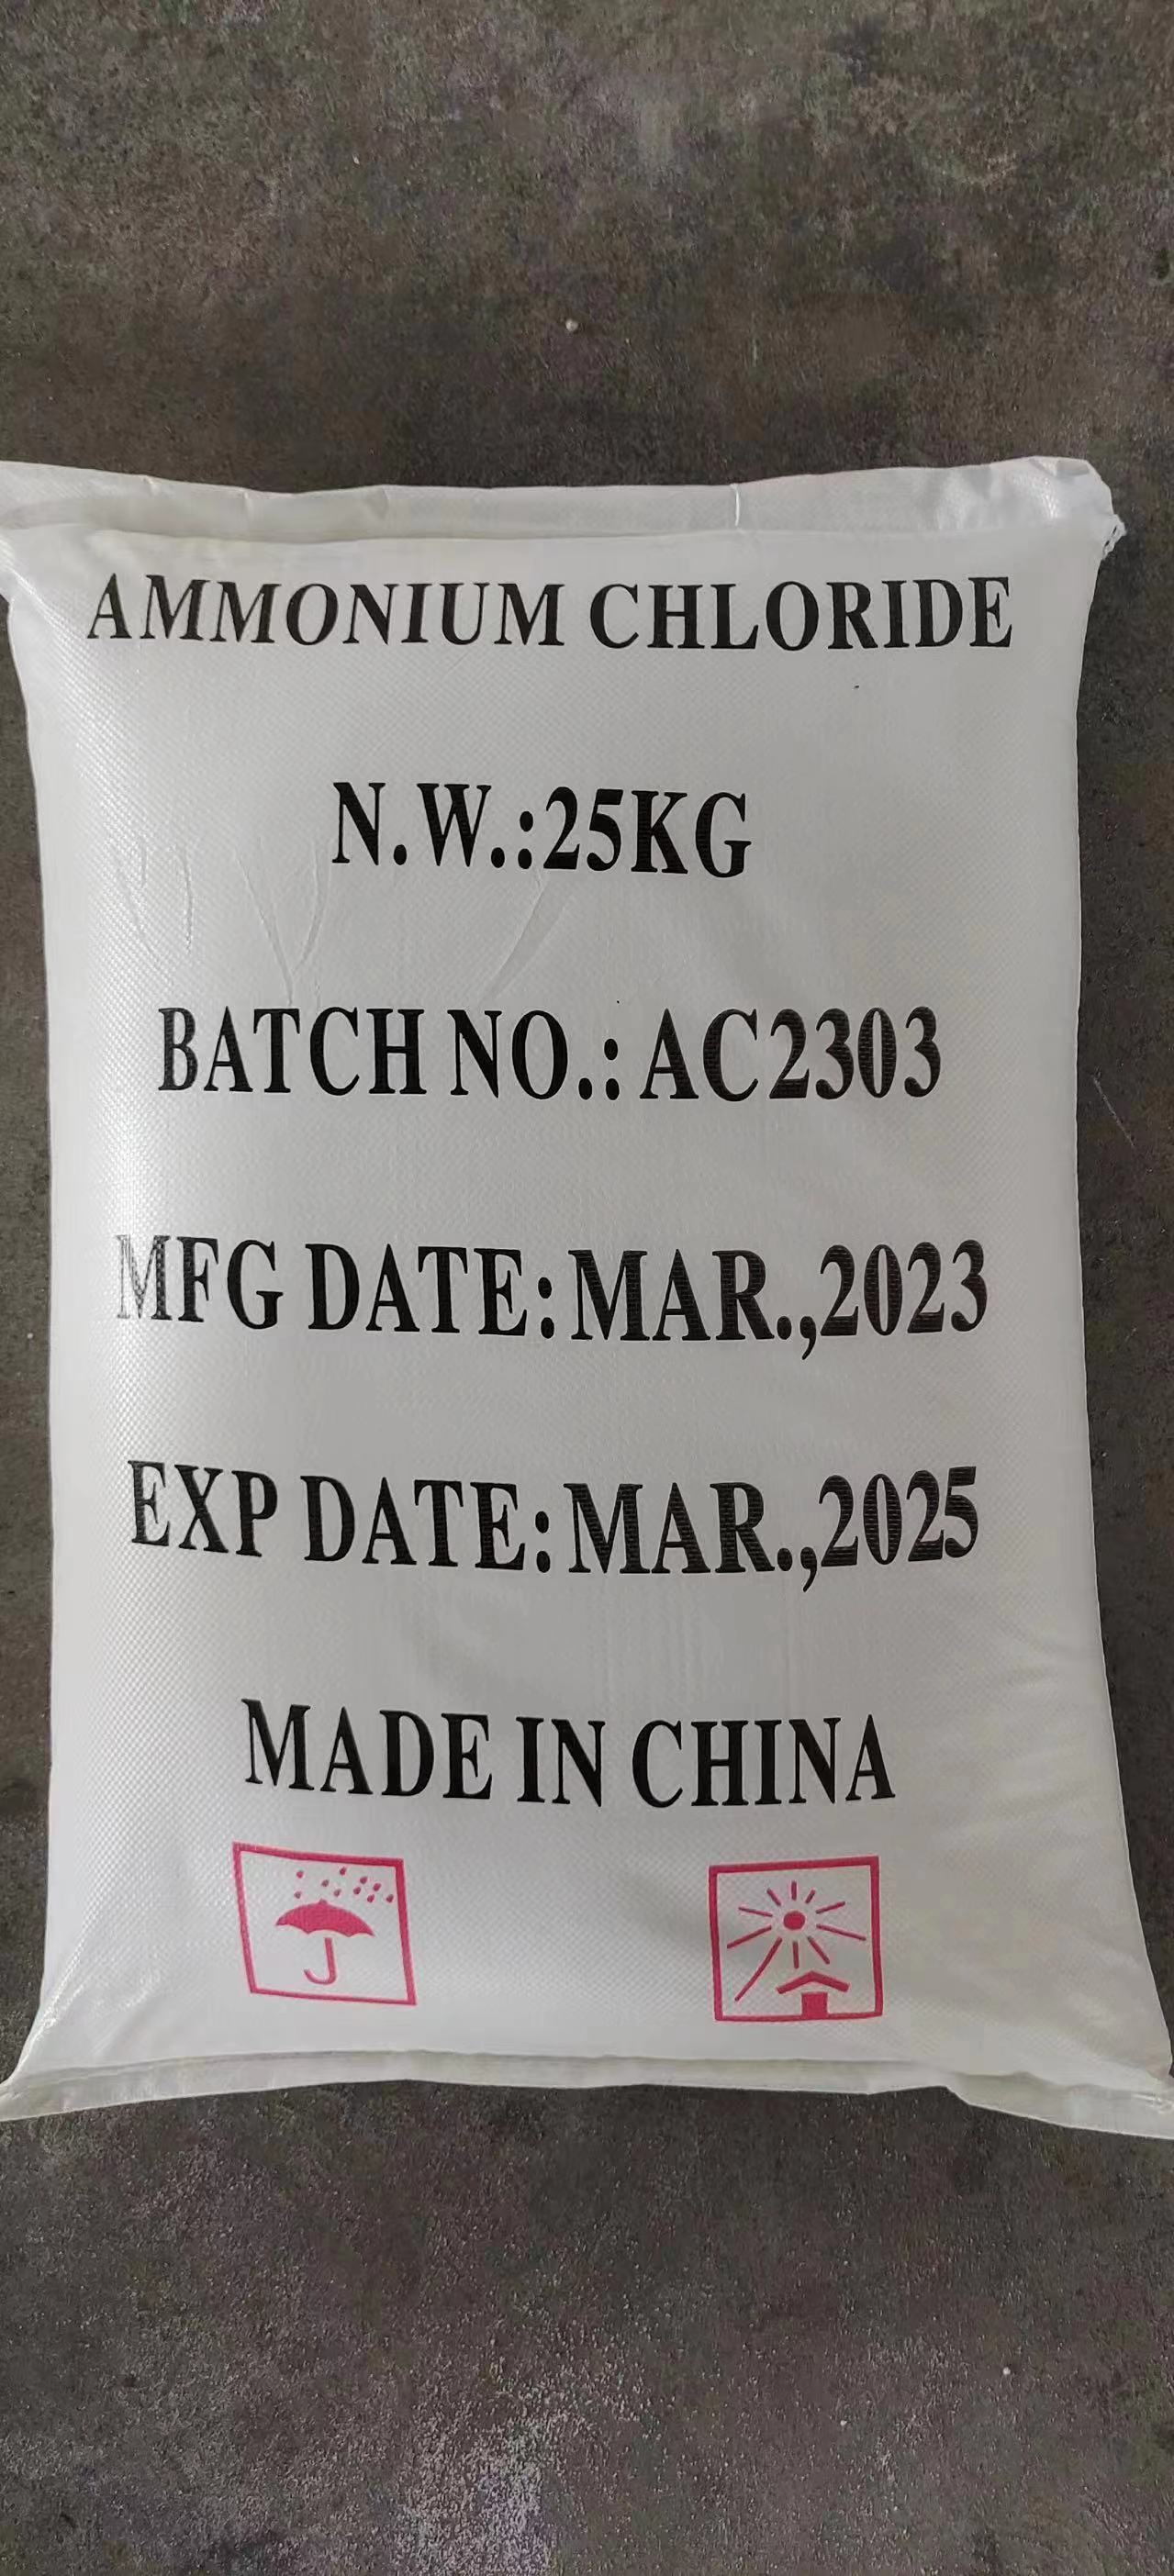 AMMONIUM CHLORIDE
N.W.:25KG
BATCH NO.: AC2303
MFG DATE:MAR.,2023
EXP DATE:MAR.,2025
MADE IN CHINA